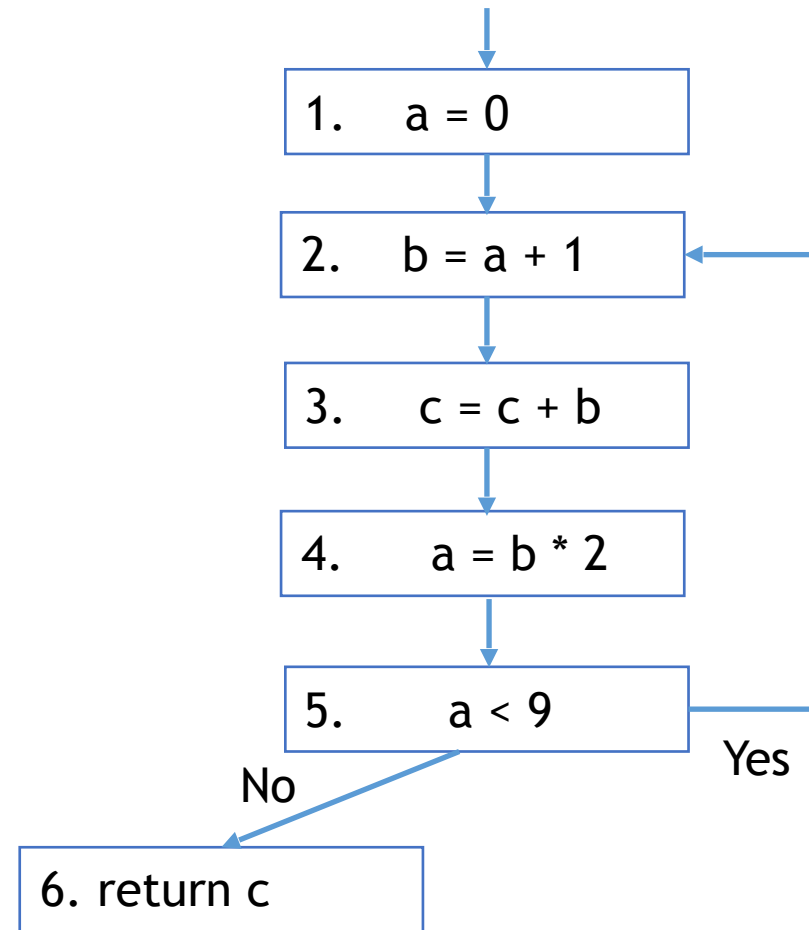 1. a = 0
2. b = a + 1
3. c = c + b
4. a = b * 2
5. a < 9
Yes
No
6. return c